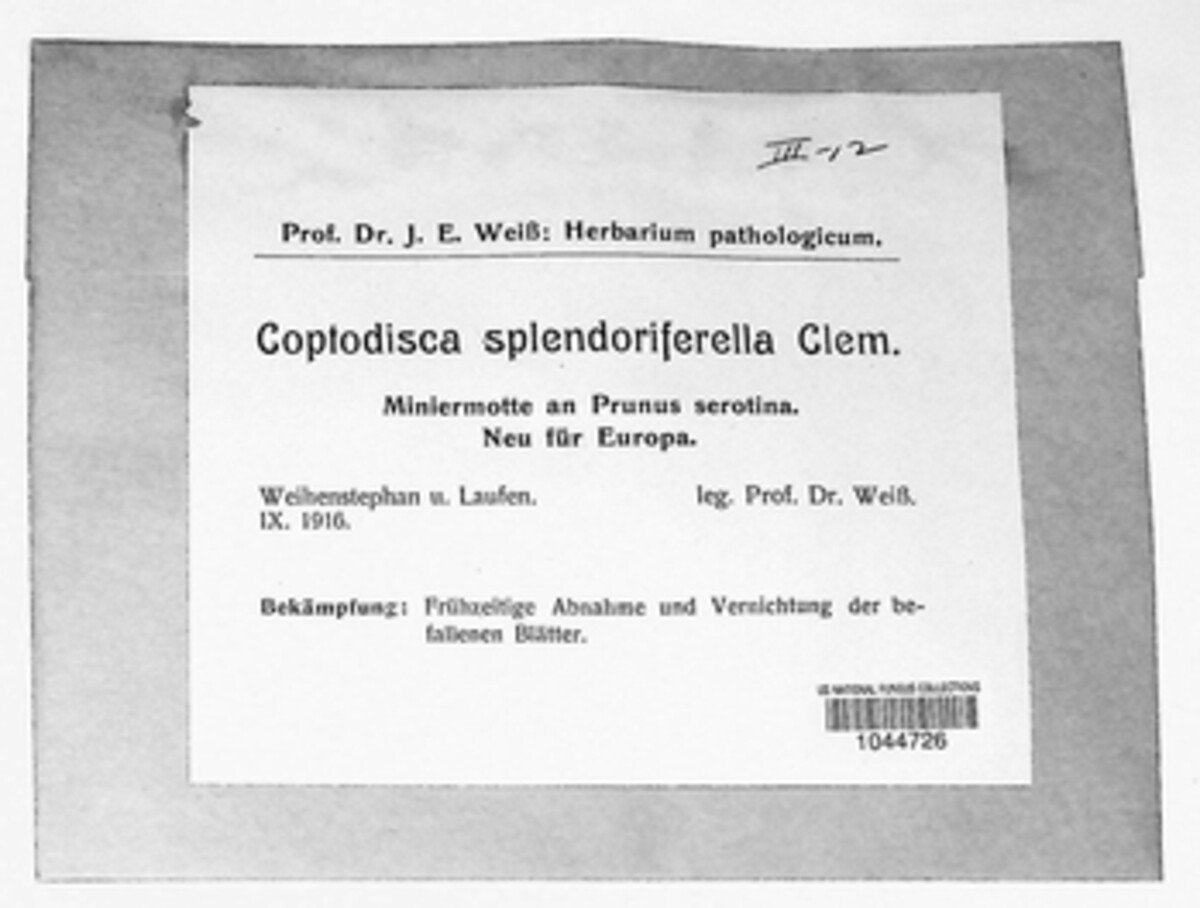 III-12
Prof. Dr. J. E. Weiß: Herbarium pathologicum.
Coptodisca splendoriferella Clem.
Miniermotte an Prunus serotina.
Neu für Europa.
Weihenstephan u. Laufen. leg. Prof. Dr. Weiß.
IX. 1916.
Bekämpfung: Frühzeitige Abnahme und Vernichtung der be-
fallenen Blätter.
US NATIONAL FUNGUS COLLECTIONS
1044726